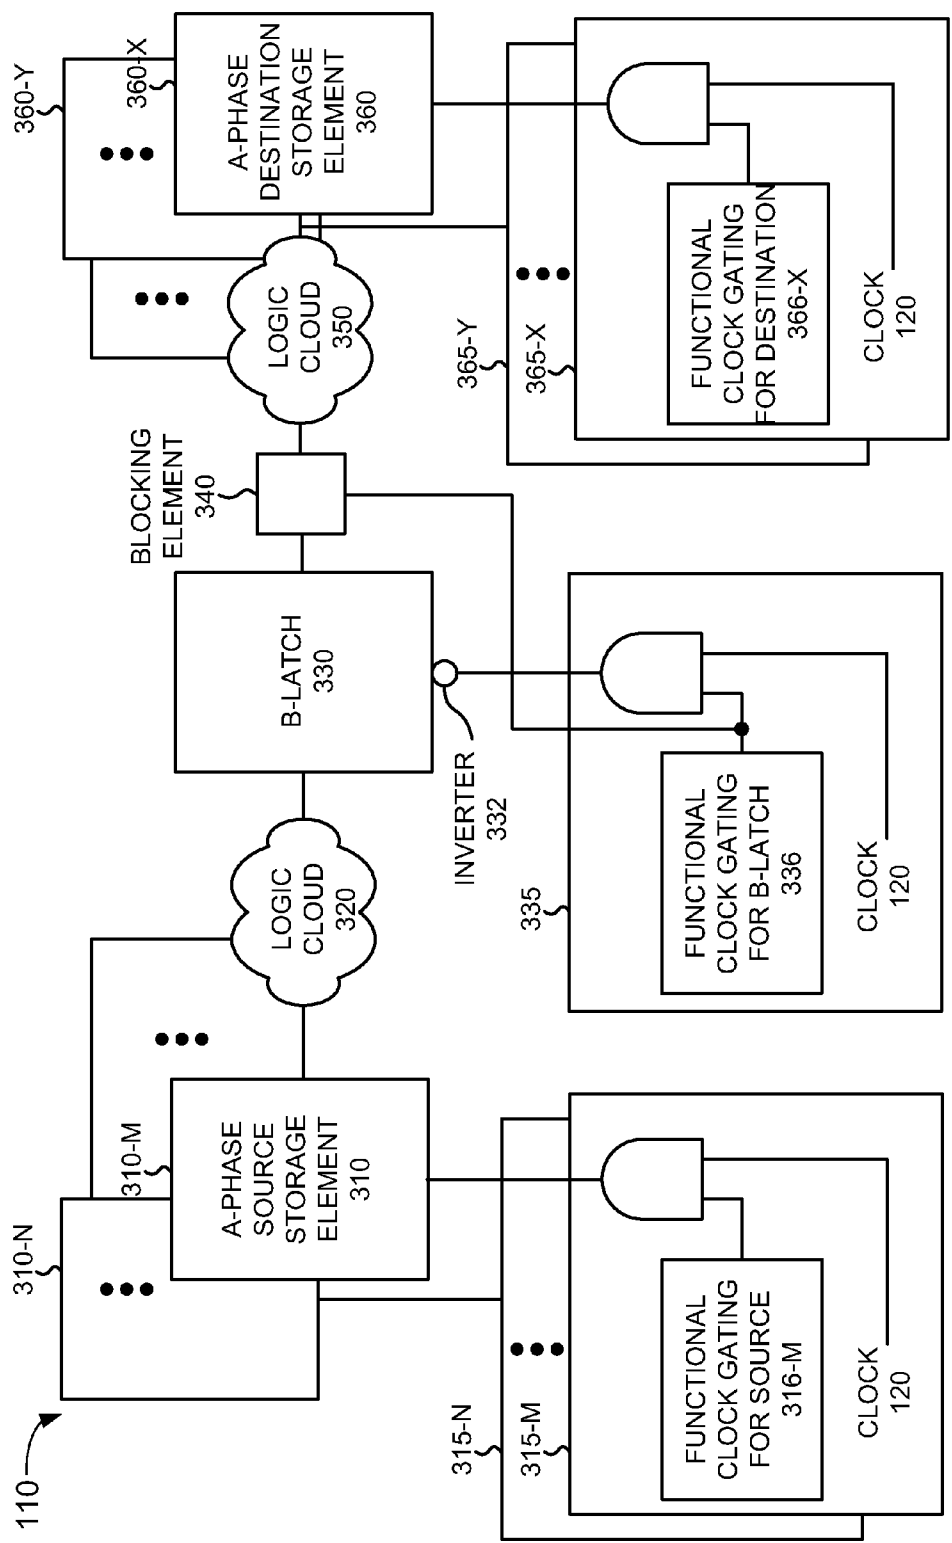 110
310-N
310-M
A-PHASE
SOURCE
STORAGE
ELEMENT
310
LOGIC
CLOUD
320
B-LATCH
330
INVERTER
332
BLOCKING
ELEMENT
340
LOGIC
CLOUD
350
360-Y
360-X
A-PHASE
DESTINATION
STORAGE
ELEMENT
360
315-N
315-M
FUNCTIONAL
CLOCK GATING
FOR SOURCE
316-M
CLOCK
120
335
FUNCTIONAL
CLOCK GATING
FOR B-LATCH
336
CLOCK
120
365-Y
365-X
FUNCTIONAL
CLOCK GATING
FOR DESTINATION
366-X
CLOCK
120